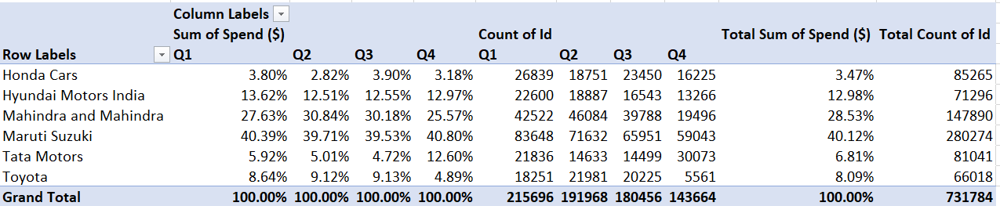 Column Labels
Sum of Spend ($) Count of Id Total Sum of Spend ($) Total Count of Id
Row Labels Q1 Q2 Q3 Q4 Q1 Q2 Q3 Q4
Honda Cars 3.80% 2.82% 3.90% 3.18% 26839 18751 23450 16225 3.47% 85265
Hyundai Motors India 13.62% 12.51% 12.55% 12.97% 22600 18887 16543 13266 12.98% 71296
Mahindra and Mahindra 27.63% 30.84% 30.18% 25.57% 42522 46084 39788 19496 28.53% 147890
Maruti Suzuki 40.39% 39.71% 39.53% 40.80% 83648 71632 65951 59043 40.12% 280274
Tata Motors 5.92% 5.01% 4.72% 12.60% 21836 14633 14499 30073 6.81% 81041
Toyota 8.64% 9.12% 9.13% 4.89% 18251 21981 20225 5561 8.09% 66018
Grand Total 100.00% 100.00% 100.00% 100.00% 215696 191968 180456 143664 100.00% 731784